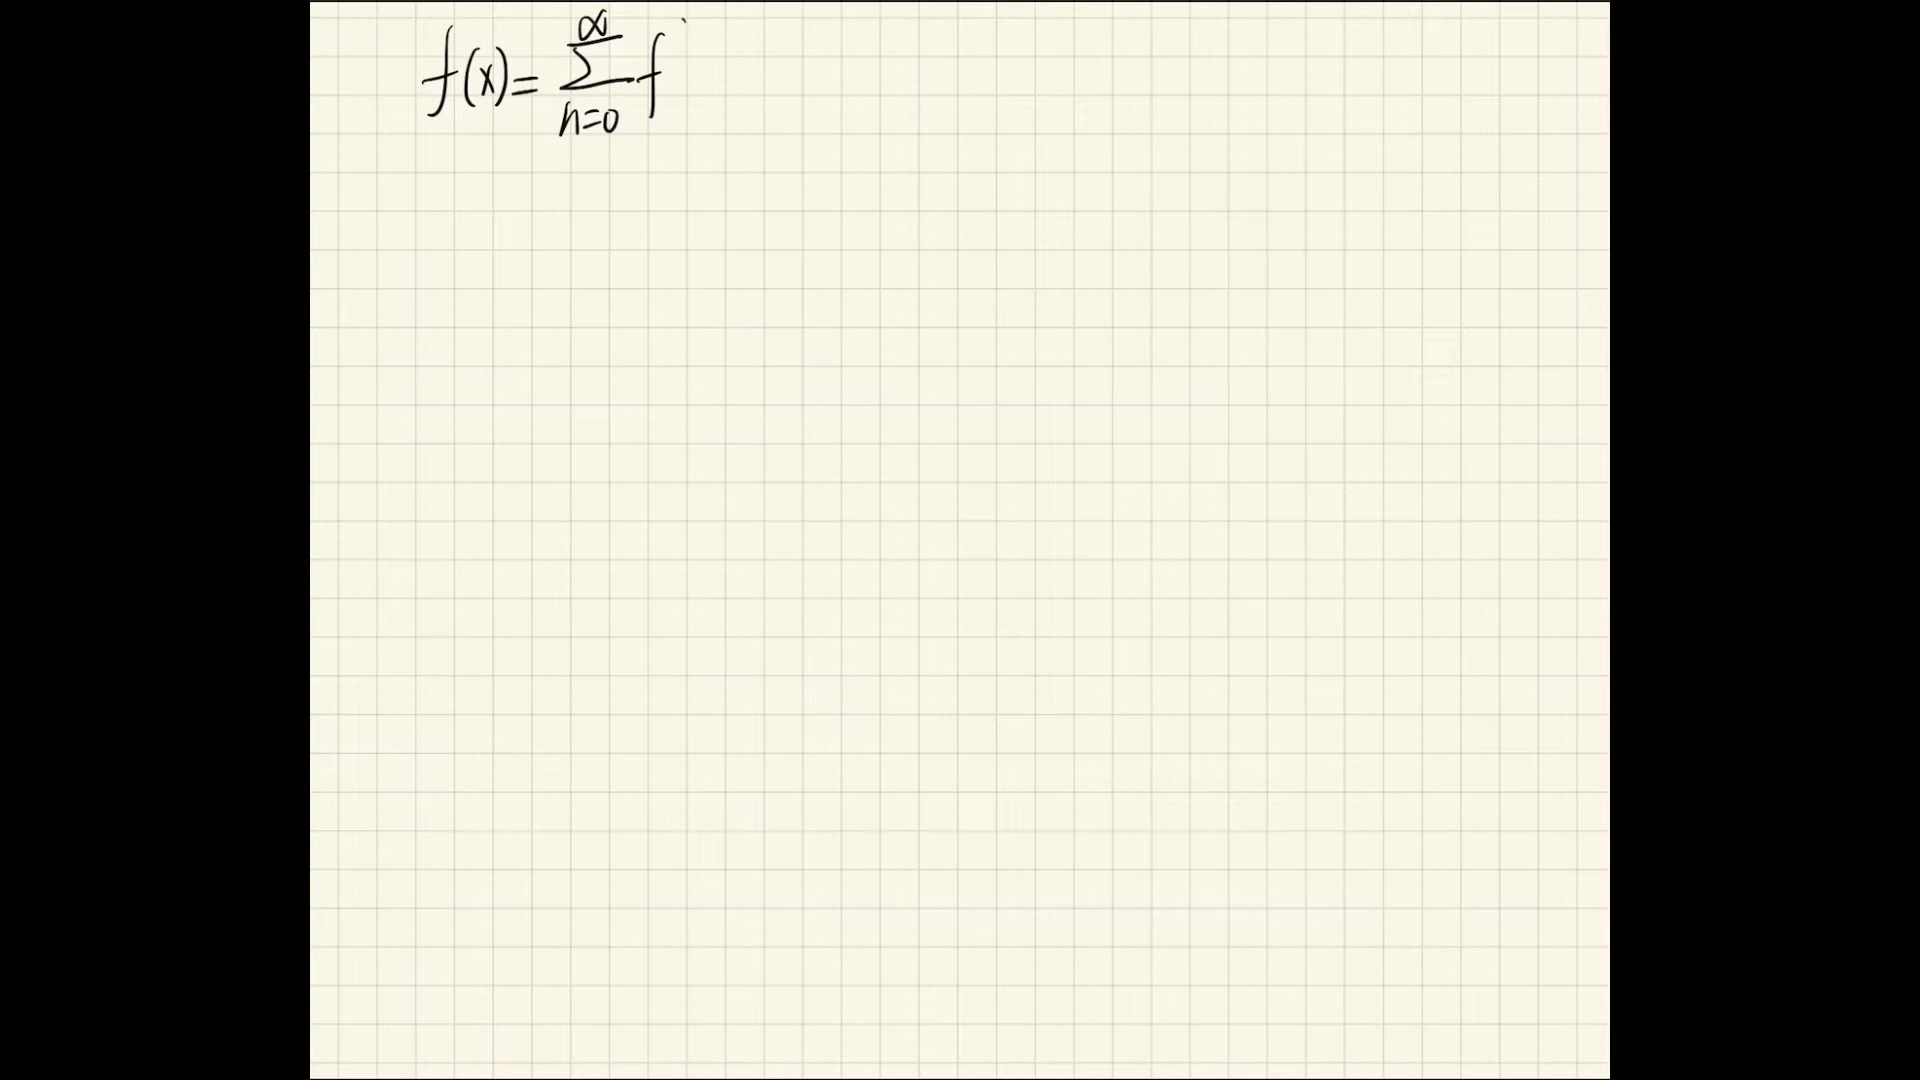 f(x) = ∑_{n=0}^{∞} f